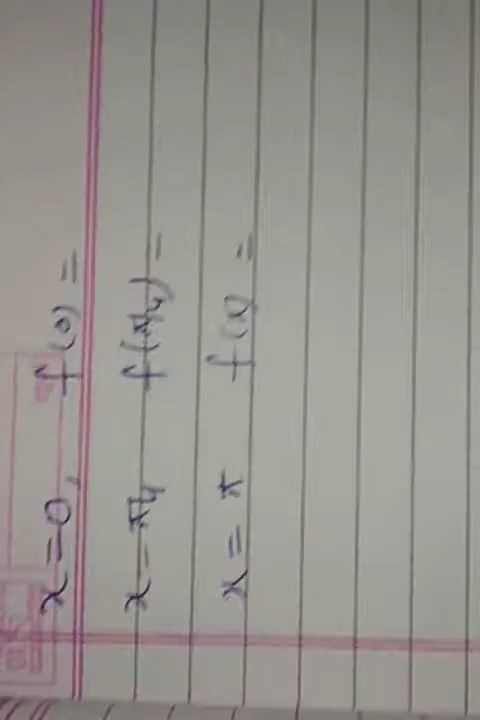 x = 0, f(0) =
x = π/4 f(π/4) =
x = π f(π) =